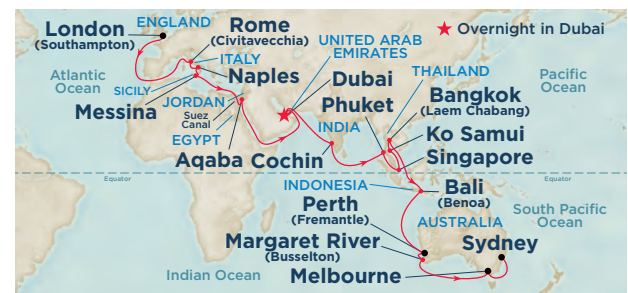 London
(Southampton)
ENGLAND
Rome
(Civitavecchia)
ITALY
Naples
SICILY
Messina
Atlantic
Ocean
JORDAN
Suez
Canal
EGYPT
Aqaba
UNITED ARAB
EMIRATES
★ Overnight in Dubai
Dubai
Phuket
INDIA
Cochin
THAILAND
Bangkok
(Laem Chabang)
Ko Samui
Singapore
Pacific
Ocean
Equator
Equator
INDONESIA
Bali
(Benoa)
Perth
(Fremantle)
AUSTRALIA
South Pacific
Ocean
Margaret River
(Busselton)
Sydney
Indian Ocean
Melbourne